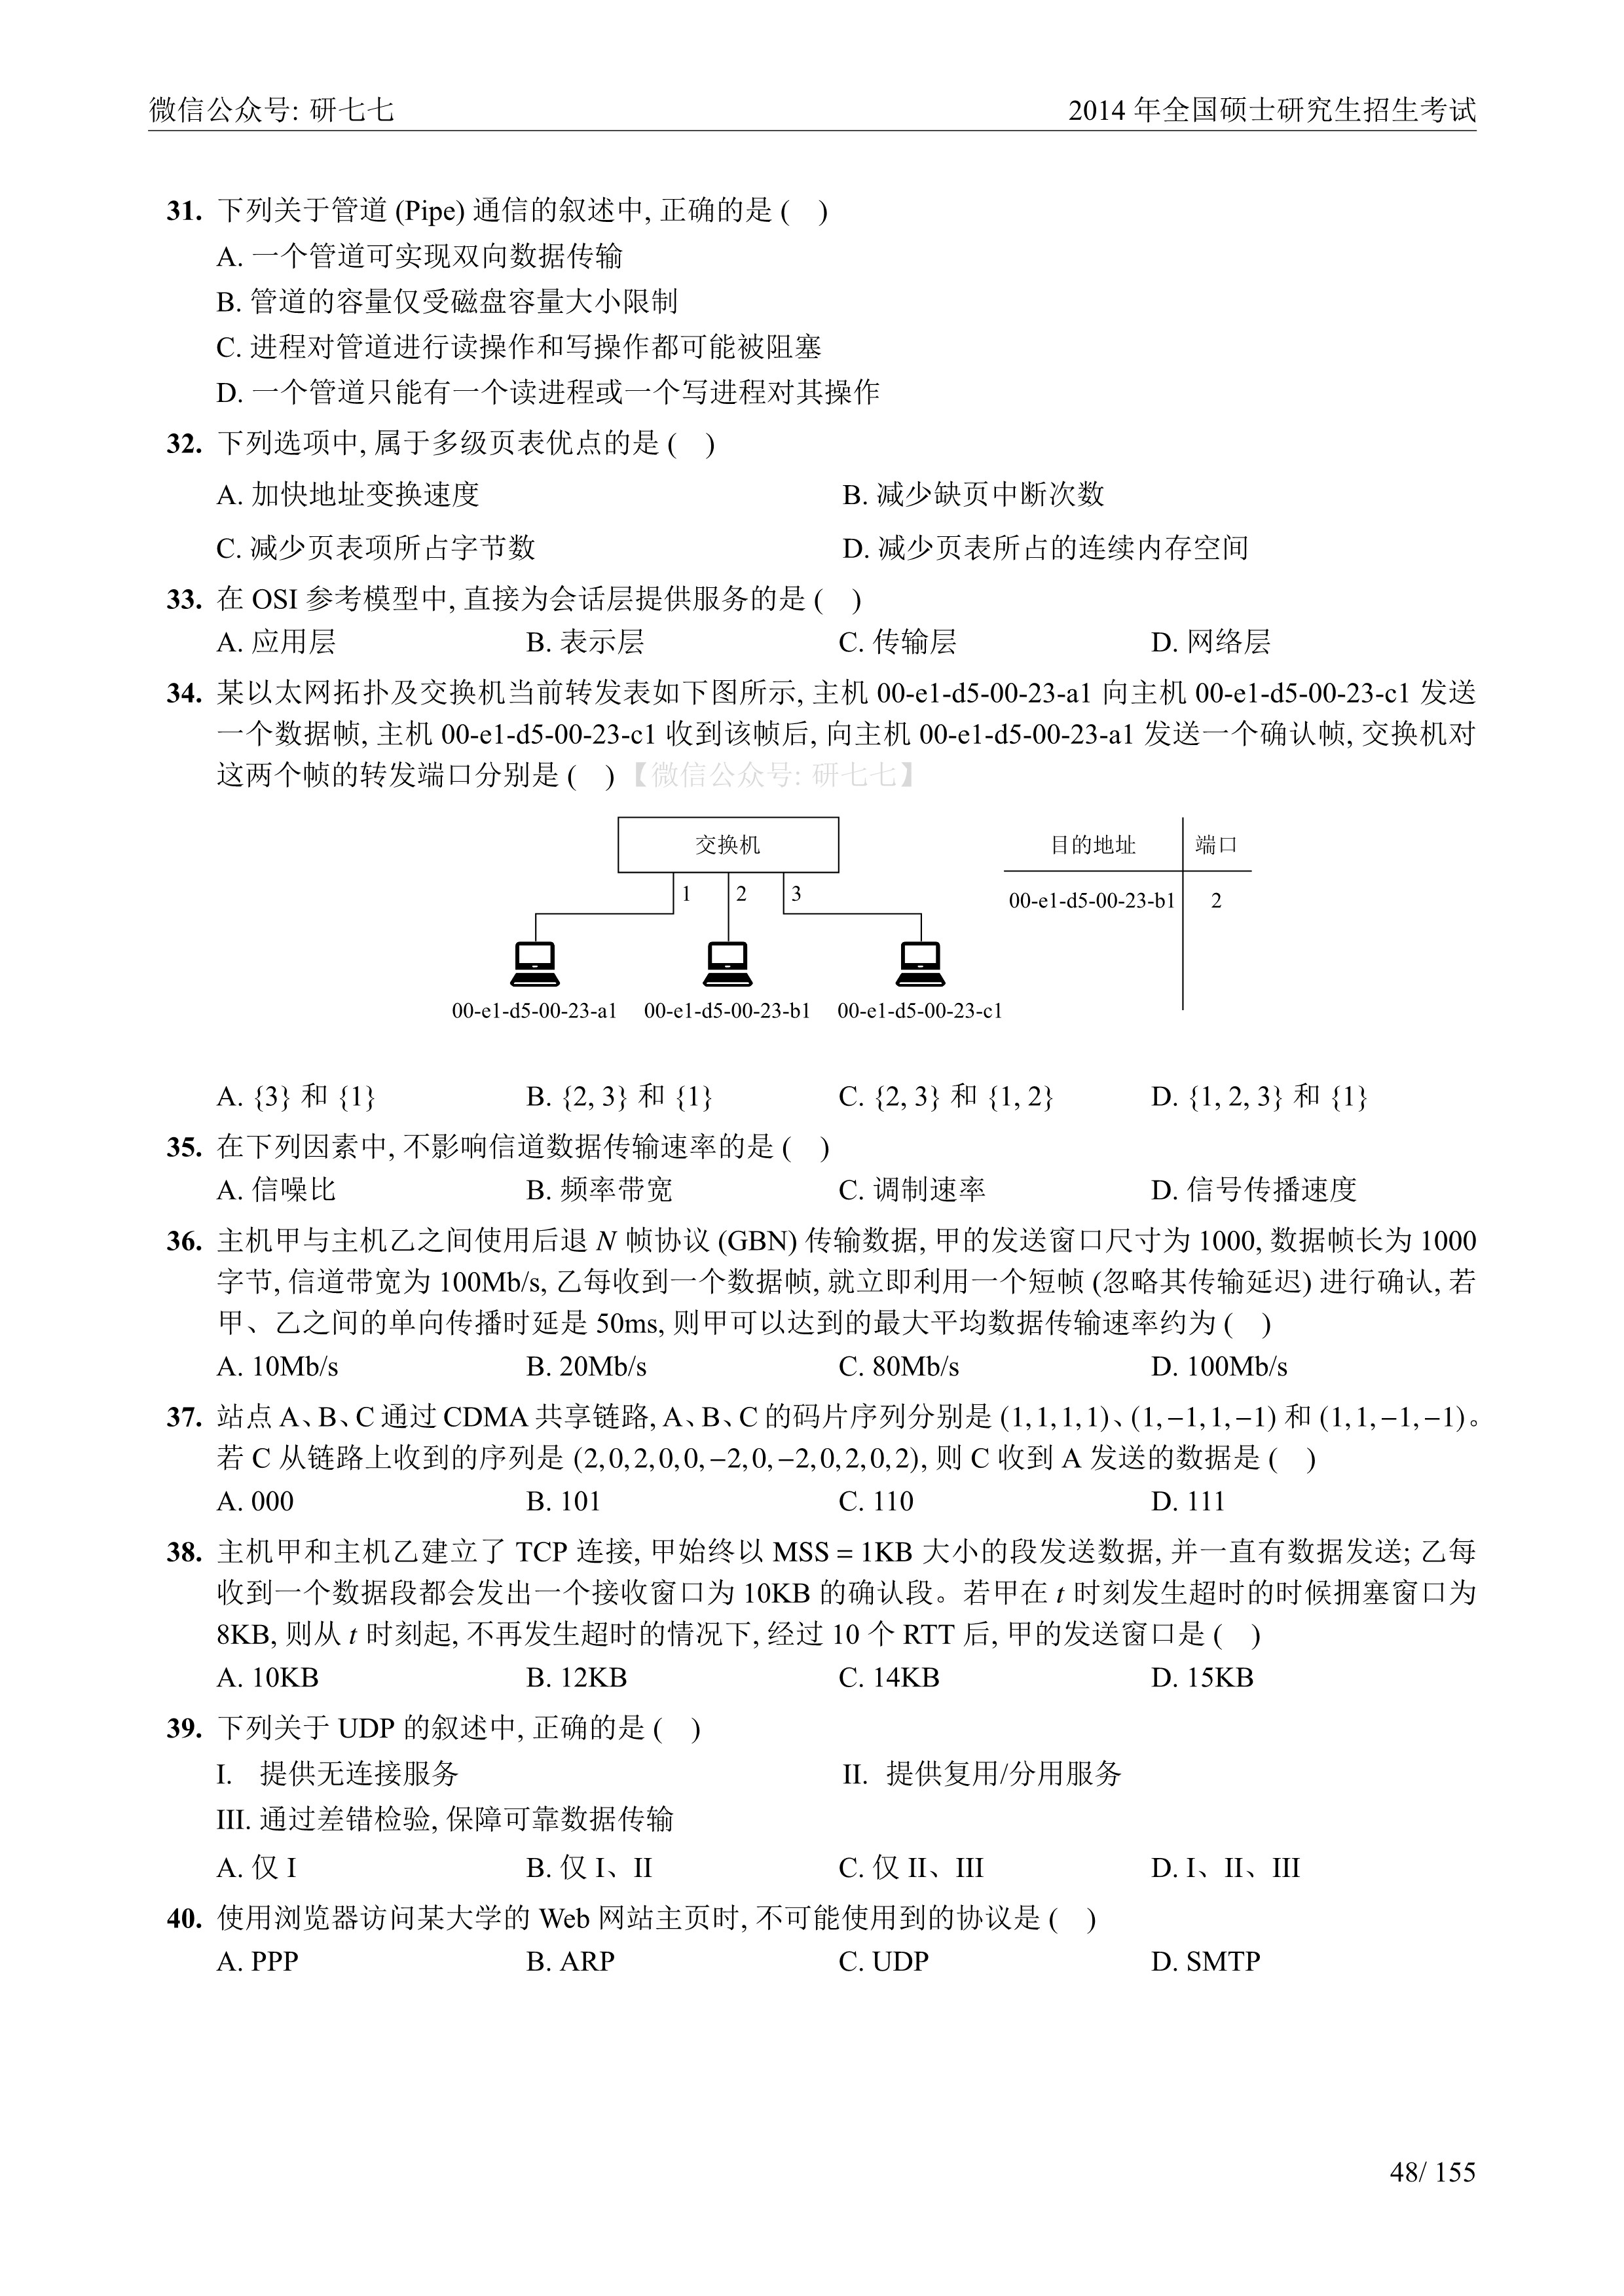 微信公众号: 研七七
2014 年全国硕士研究生招生考试
31. 下列关于管道 (Pipe) 通信的叙述中, 正确的是 (　)
A. 一个管道可实现双向数据传输
B. 管道的容量仅受磁盘容量大小限制
C. 进程对管道进行读操作和写操作都可能被阻塞
D. 一个管道只能有一个读进程或一个写进程对其操作
32. 下列选项中, 属于多级页表优点的是 (　)
A. 加快地址变换速度 B. 减少缺页中断次数
C. 减少页表项所占字节数 D. 减少页表所占的连续内存空间
33. 在 OSI 参考模型中, 直接为会话层提供服务的是 (　)
A. 应用层 B. 表示层 C. 传输层 D. 网络层
34. 某以太网拓扑及交换机当前转发表如下图所示, 主机 00-e1-d5-00-23-a1 向主机 00-e1-d5-00-23-c1 发送
一个数据帧, 主机 00-e1-d5-00-23-c1 收到该帧后, 向主机 00-e1-d5-00-23-a1 发送一个确认帧, 交换机对
这两个帧的转发端口分别是 (　)【微信公众号: 研七七】
交换机 目的地址 端口
1 2 3 00-e1-d5-00-23-b1 2
00-e1-d5-00-23-a1 00-e1-d5-00-23-b1 00-e1-d5-00-23-c1
A. {3} 和 {1} B. {2, 3} 和 {1} C. {2, 3} 和 {1, 2} D. {1, 2, 3} 和 {1}
35. 在下列因素中, 不影响信道数据传输速率的是 (　)
A. 信噪比 B. 频率带宽 C. 调制速率 D. 信号传播速度
36. 主机甲与主机乙之间使用后退 N 帧协议 (GBN) 传输数据, 甲的发送窗口尺寸为 1000, 数据帧长为 1000
字节, 信道带宽为 100Mb/s, 乙每收到一个数据帧, 就立即利用一个短帧 (忽略其传输延迟) 进行确认, 若
甲、乙之间的单向传播时延是 50ms, 则甲可以达到的最大平均数据传输速率约为 (　)
A. 10Mb/s B. 20Mb/s C. 80Mb/s D. 100Mb/s
37. 站点 A、B、C 通过 CDMA 共享链路, A、B、C 的码片序列分别是 (1,1,1,1)、(1,−1,1,−1) 和 (1,1,−1,−1)。
若 C 从链路上收到的序列是 (2,0,2,0,0,−2,0,−2,0,2,0,2), 则 C 收到 A 发送的数据是 (　)
A. 000 B. 101 C. 110 D. 111
38. 主机甲和主机乙建立了 TCP 连接, 甲始终以 MSS = 1KB 大小的段发送数据, 并一直有数据发送; 乙每
收到一个数据段都会发出一个接收窗口为 10KB 的确认段。若甲在 t 时刻发生超时的时候拥塞窗口为
8KB, 则从 t 时刻起, 不再发生超时的情况下, 经过 10 个 RTT 后, 甲的发送窗口是 (　)
A. 10KB B. 12KB C. 14KB D. 15KB
39. 下列关于 UDP 的叙述中, 正确的是 (　)
I. 提供无连接服务 II. 提供复用/分用服务
III. 通过差错检验, 保障可靠数据传输
A. 仅 I B. 仅 I、II C. 仅 II、III D. I、II、III
40. 使用浏览器访问某大学的 Web 网站主页时, 不可能使用到的协议是 (　)
A. PPP B. ARP C. UDP D. SMTP
48/ 155